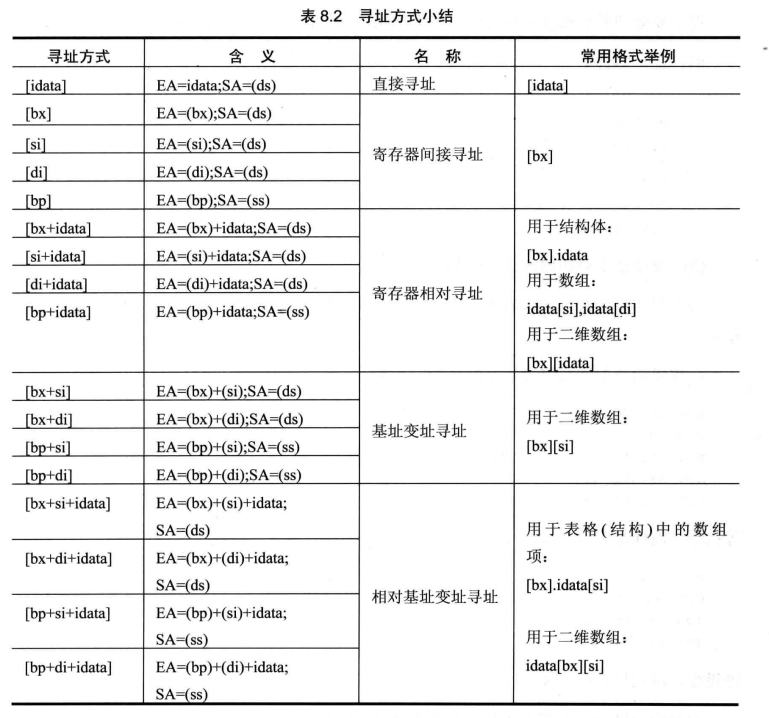 表 8.2 寻址方式小结
寻址方式 含 义 名 称 常用格式举例
[idata] EA=idata;SA=(ds) 直接寻址 [idata]
[bx] EA=(bx);SA=(ds)
[si] EA=(si);SA=(ds)
寄存器间接寻址 [bx]
[di] EA=(di);SA=(ds)
[bp] EA=(bp);SA=(ss)
[bx+idata] EA=(bx)+idata;SA=(ds) 用于结构体:
[si+idata] EA=(si)+idata;SA=(ds) [bx].idata
[di+idata] EA=(di)+idata;SA=(ds) 用于数组:
寄存器相对寻址
[bp+idata] EA=(bp)+idata;SA=(ss) idata[si],idata[di]
用于二维数组:
[bx][idata]
[bx+si] EA=(bx)+(si);SA=(ds)
[bx+di] EA=(bx)+(di);SA=(ds) 用于二维数组:
基址变址寻址
[bp+si] EA=(bp)+(si);SA=(ss) [bx][si]
[bp+di] EA=(bp)+(di);SA=(ss)
[bx+si+idata] EA=(bx)+(si)+idata;
SA=(ds) 用于表格(结构)中的数组
[bx+di+idata] EA=(bx)+(di)+idata; 项:
SA=(ds) [bx].idata[si]
相对基址变址寻址
[bp+si+idata] EA=(bp)+(si)+idata;
SA=(ss) 用于二维数组:
[bp+di+idata] EA=(bp)+(di)+idata; idata[bx][si]
SA=(ss)